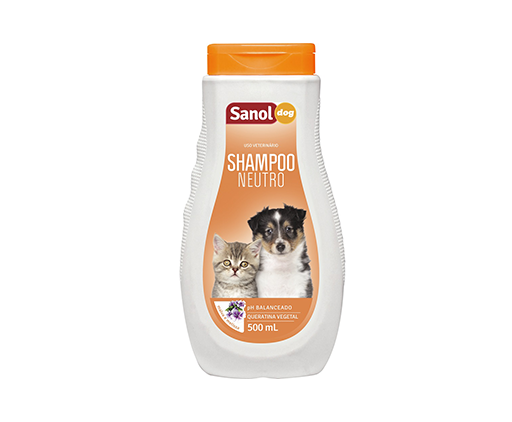 Sanol dog
USO VETERINÁRIO
SHAMPOO
NEUTRO
pH BALANCEADO
QUERATINA VEGETAL
500 mL